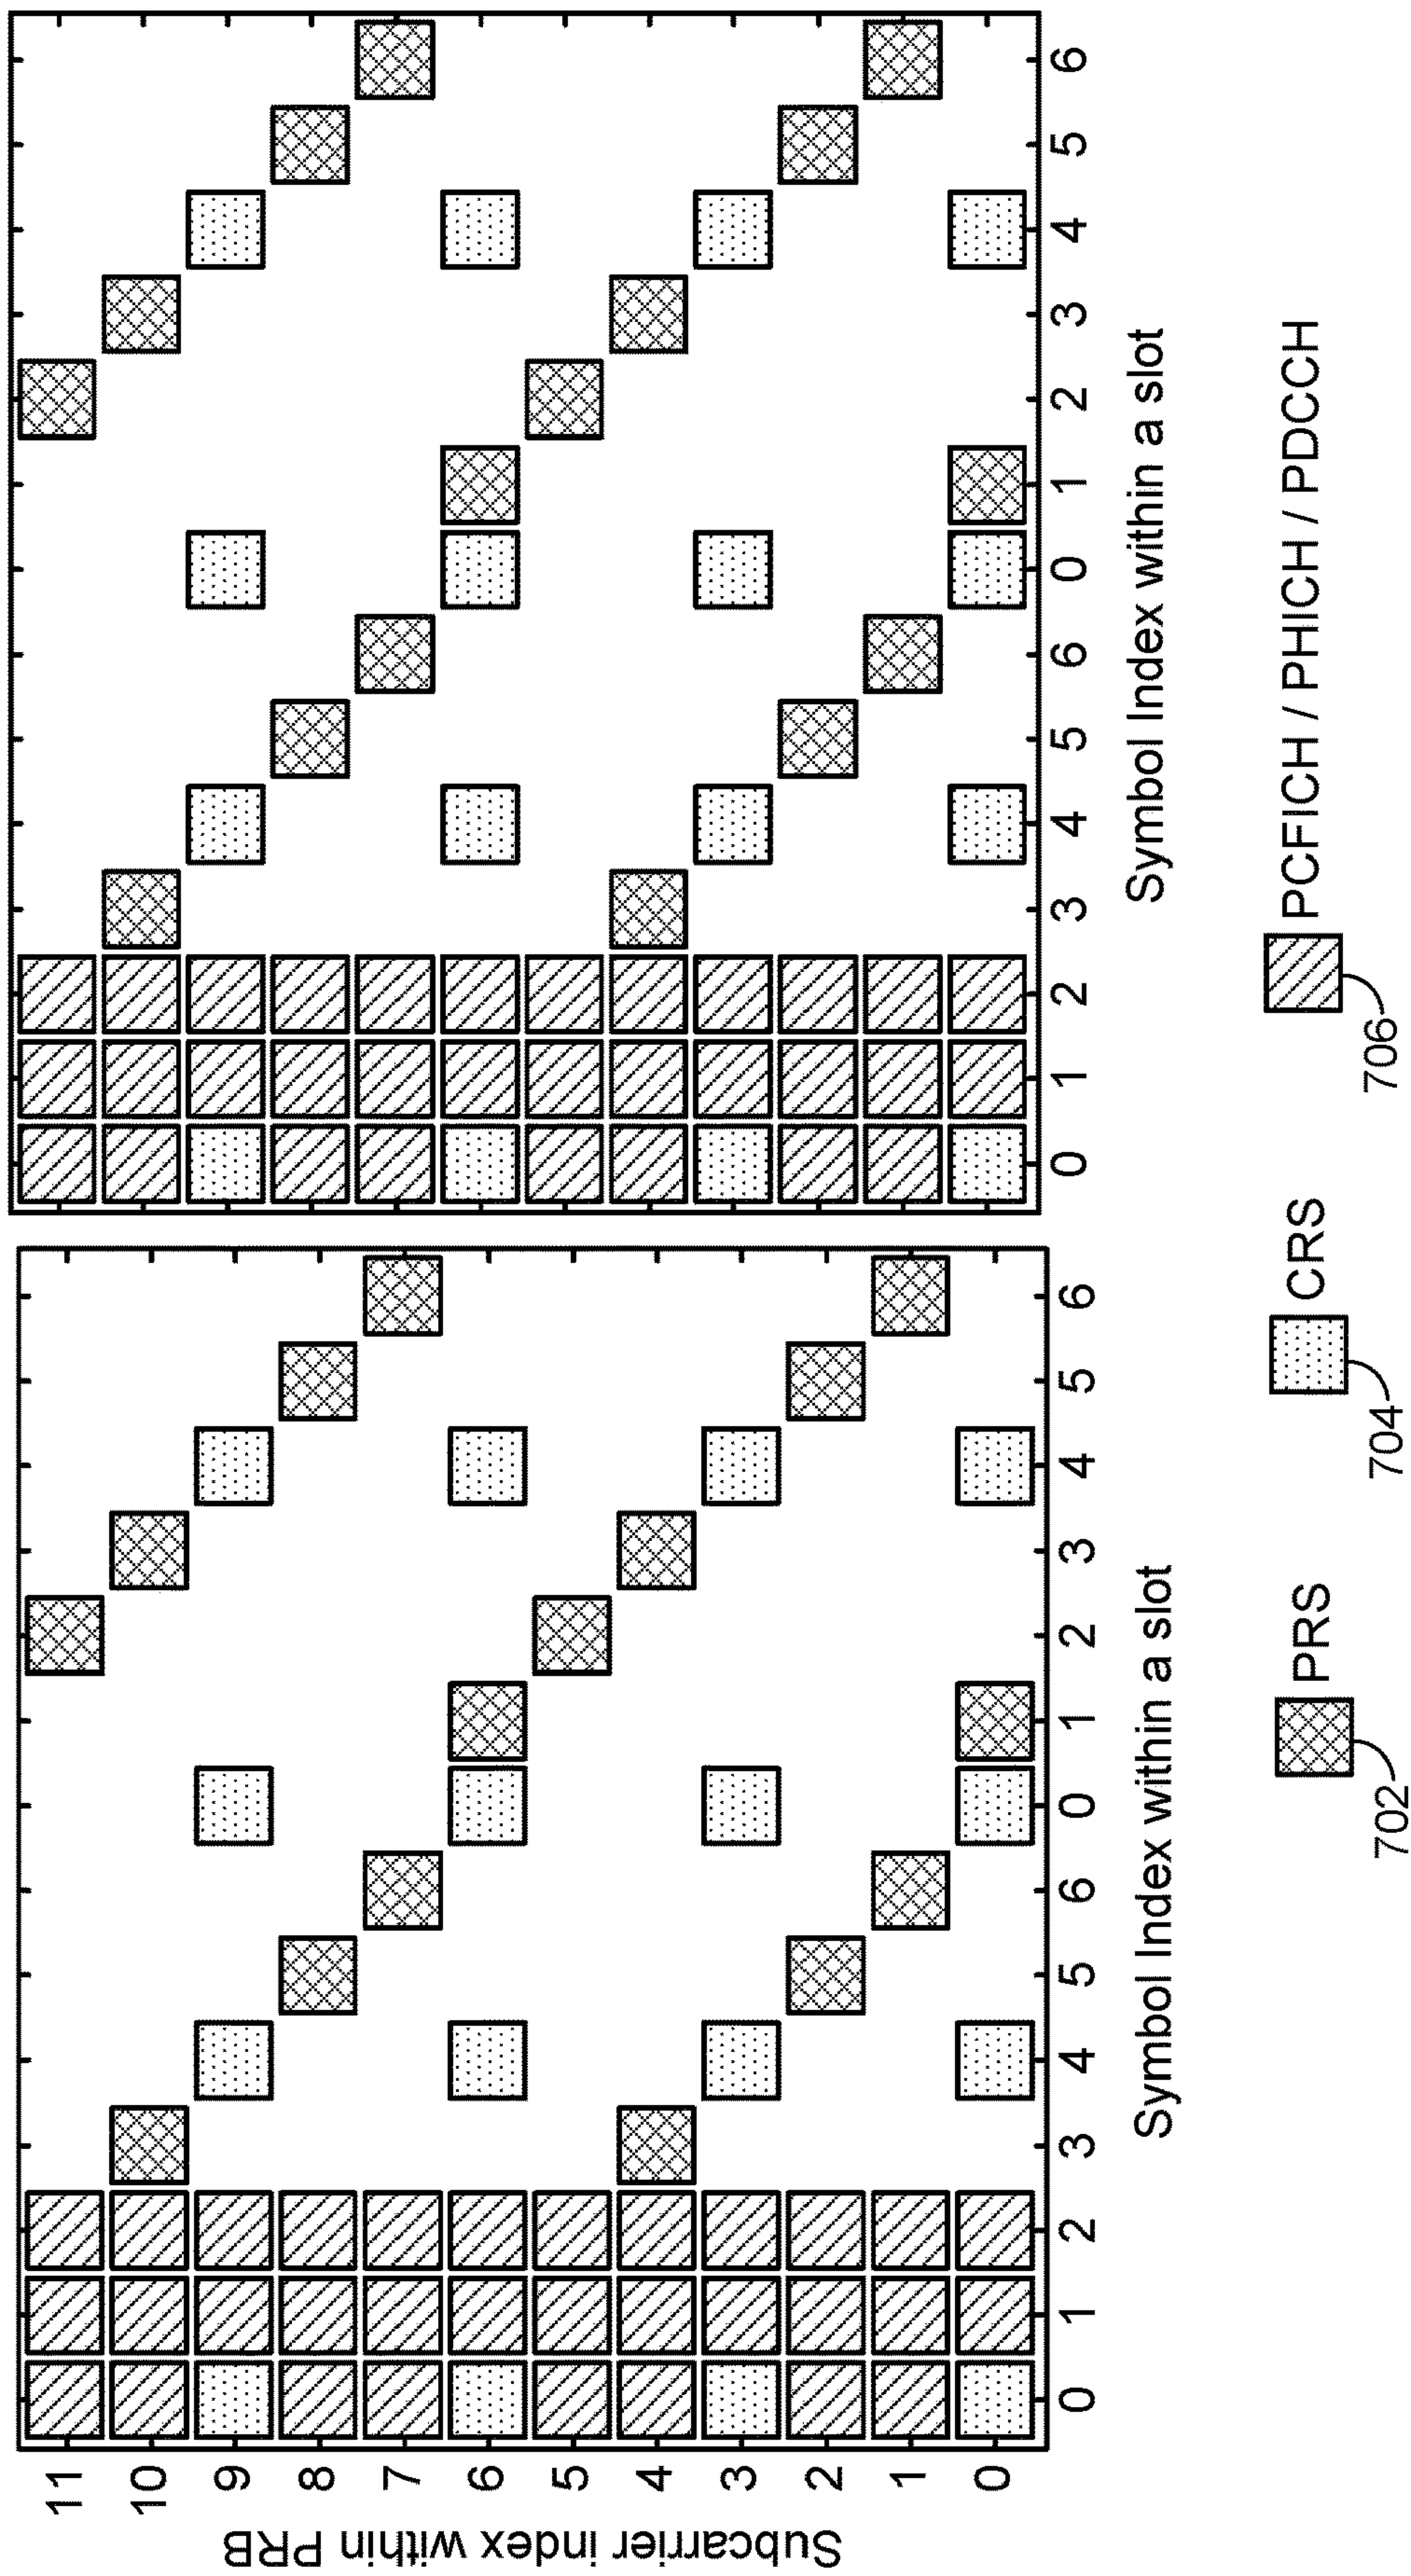 Subcarrier index within PRB
11
10
9
8
7
6
5
4
3
2
1
0
0 1 2 3 4 5 6 0 1 2 3 4 5 6
Symbol Index within a slot
0 1 2 3 4 5 6 0 1 2 3 4 5 6
Symbol Index within a slot
PRS
702
CRS
704
PCFICH / PHICH / PDCCH
706